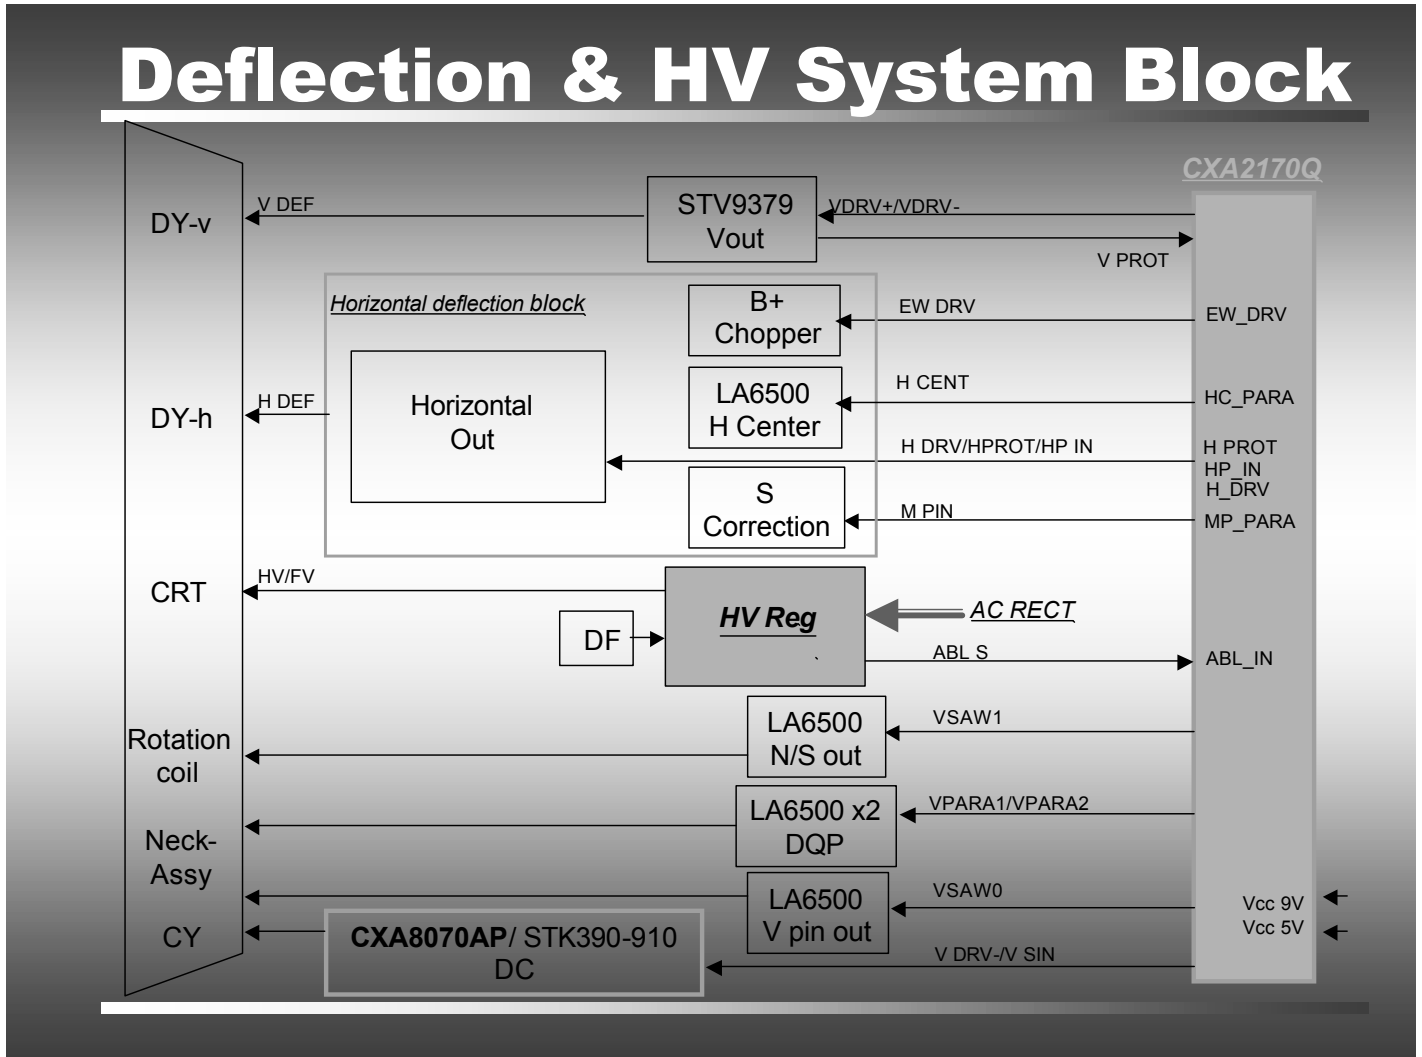 Deflection & HV System Block
CXA2170Q
DY-v
V DEF
STV9379
Vout
VDRV+/VDRV-
V PROT
Horizontal deflection block
B+
Chopper
EW DRV
EW_DRV
DY-h
H DEF
Horizontal
Out
LA6500
H Center
H CENT
HC_PARA
H DRV/HPROT/HP IN
H PROT
HP_IN
H_DRV
S
Correction
M PIN
MP_PARA
CRT
HV/FV
DF
HV Reg
AC RECT
ABL S
ABL_IN
Rotation
coil
LA6500
N/S out
VSAW1
Neck-
Assy
LA6500 x2
DQP
VPARA1/VPARA2
LA6500
V pin out
VSAW0
Vcc 9V
Vcc 5V
CY
CXA8070AP/ STK390-910
DC
V DRV-/V SIN